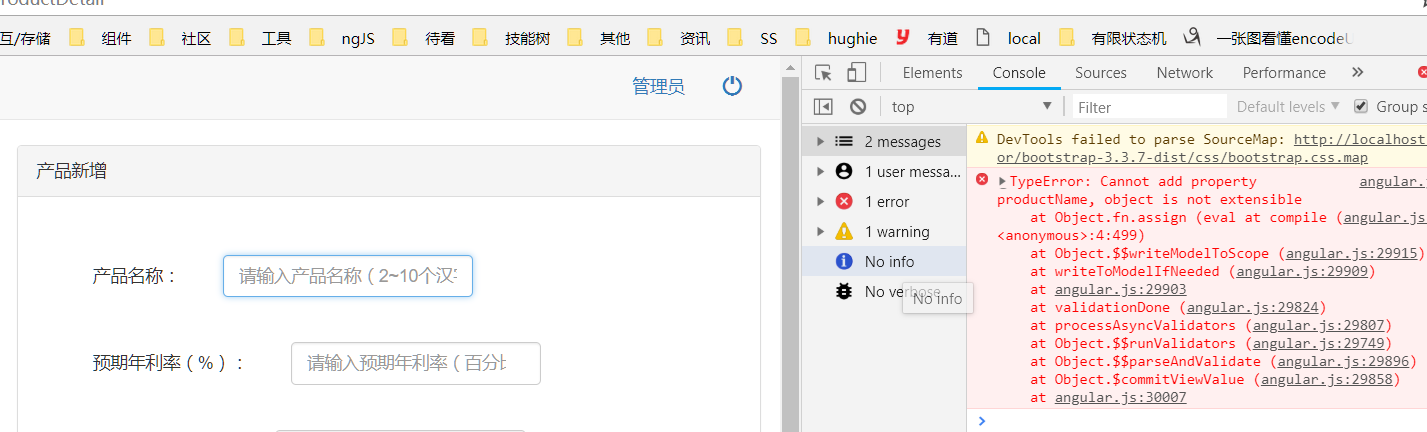 roductDetail
互/存储 组件 社区 工具 ngJS 待看 技能树 其他 资讯 SS hughie 有道 local 有限状态机 一张图看懂encodeU
管理员
产品新增
产品名称：
请输入产品名称（2~10个汉字
预期年利率（%）：
请输入预期年利率（百分比
Elements Console Sources Network Performance
top Filter Default levels Group s
2 messages
1 user messa...
1 error
1 warning
No info
No verbose
No info
DevTools failed to parse SourceMap: http://localhost
or/bootstrap-3.3.7-dist/css/bootstrap.css.map
TypeError: Cannot add property angular.j
productName, object is not extensible
at Object.fn.assign (eval at compile (angular.js
<anonymous>:4:499)
at Object.$$writeModelToScope (angular.js:29915)
at writeToModelIfNeeded (angular.js:29909)
at angular.js:29903
at validationDone (angular.js:29824)
at processAsyncValidators (angular.js:29807)
at Object.$$runValidators (angular.js:29749)
at Object.$$parseAndValidate (angular.js:29896)
at Object.$commitViewValue (angular.js:29858)
at angular.js:30007